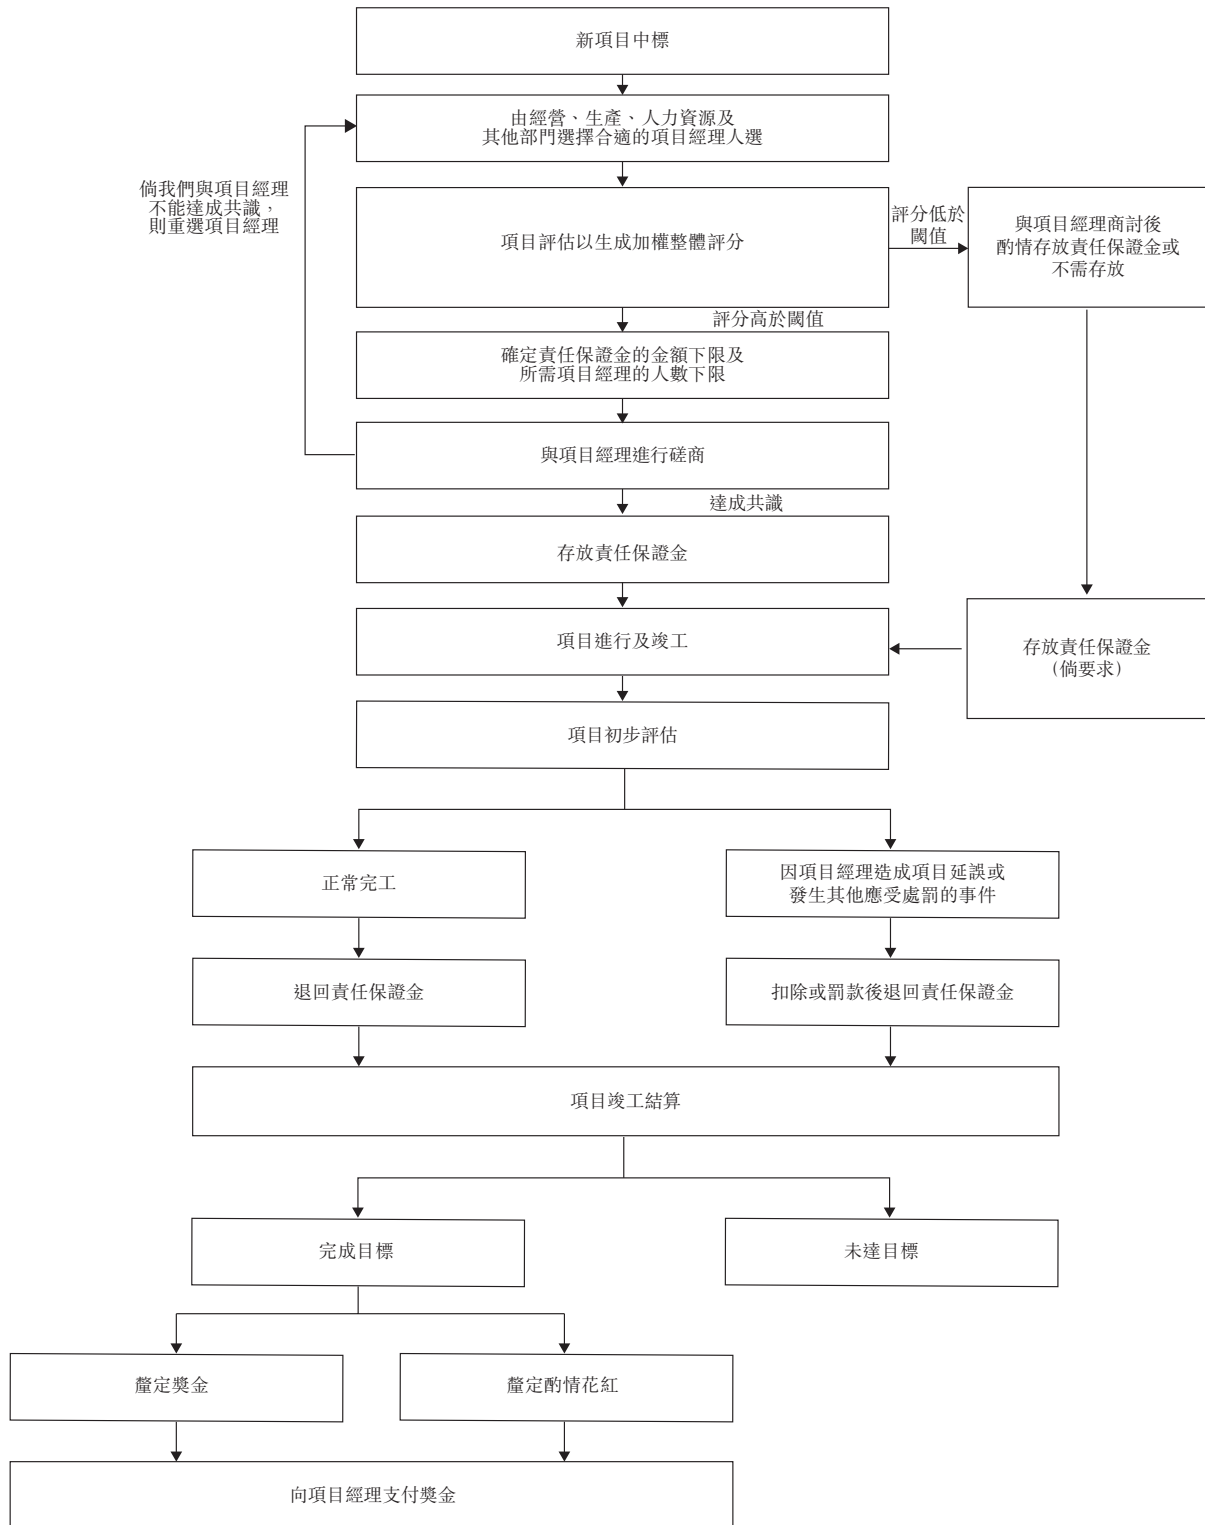 新項目中標
由經營、生產、人力資源及
其他部門選擇合適的項目經理人選
倘我們與項目經理
不能達成共識，
則重選項目經理
項目評估以生成加權整體評分
評分低於
閾值
與項目經理商討後
酌情存放責任保證金或
不需存放
評分高於閾值
確定責任保證金的金額下限及
所需項目經理的人數下限
與項目經理進行磋商
達成共識
存放責任保證金
項目進行及竣工
存放責任保證金
（倘要求）
項目初步評估
正常完工
因項目經理造成項目延誤或
發生其他應受處罰的事件
退回責任保證金
扣除或罰款後退回責任保證金
項目竣工結算
完成目標
未達目標
釐定獎金
釐定酌情花紅
向項目經理支付獎金